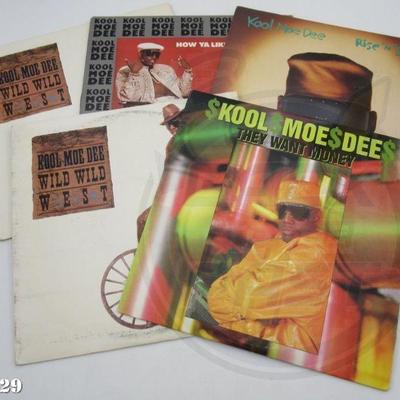 KOOL MOE DEE
WILD WILD
WEST
KOOL MOE DEE
HOW YA LIK
Kool Moe Dee
Rise 'n
KOOL MOE DEE
WILD WILD
WEST
$KOOL $ MOE$DEE$
THEY WANT MONEY
29